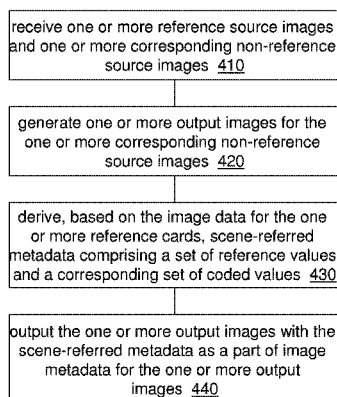 receive one or more reference source images
and one or more corresponding non-reference
source images 410
generate one or more output images for the
one or more corresponding non-reference
source images 420
derive, based on the image data for the one
or more reference cards, scene-referred
metadata comprising a set of reference values
and a corresponding set of coded values 430
output the one or more output images with the
scene-referred metadata as a part of image
metadata for the one or more output
images 440